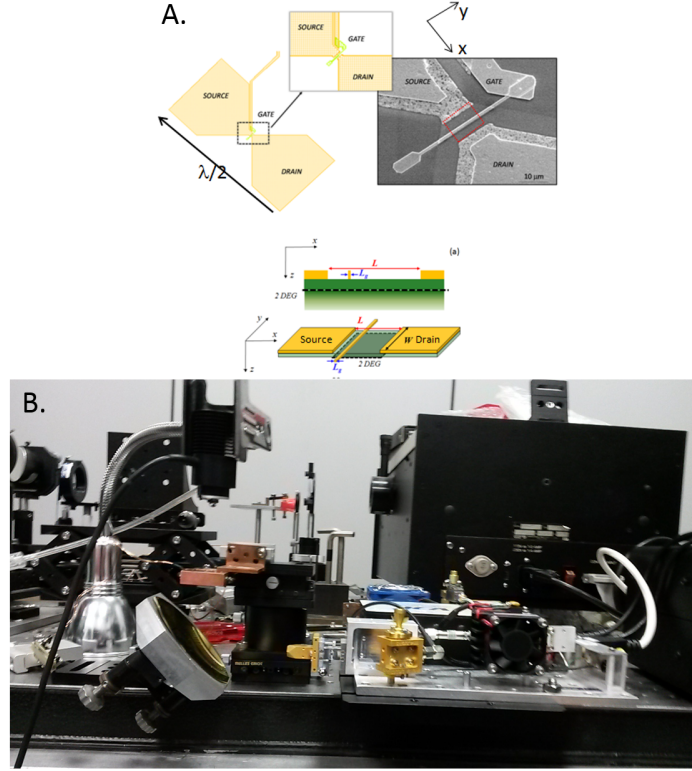 A.
SOURCE
GATE
DRAIN
y
x
SOURCE
GATE
DRAIN
10 µm
SOURCE
GATE
DRAIN
λ/2
(a)
x
z
L
Lg
2 DEG
y
x
z
Source
L
W Drain
Lg
2 DEG
B.